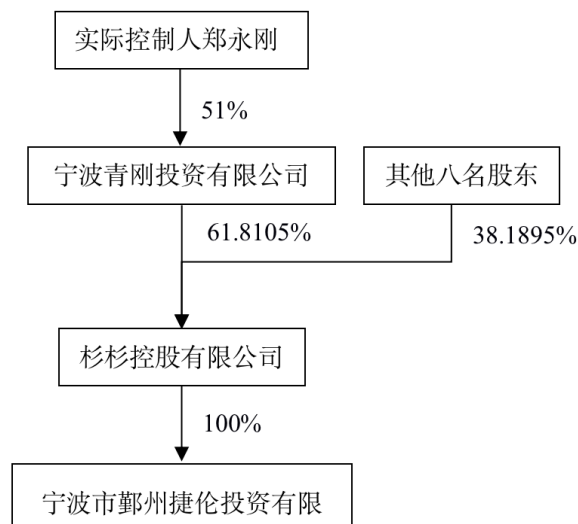 实际控制人郑永刚
51%
宁波青刚投资有限公司
其他八名股东
61.8105%
38.1895%
杉杉控股有限公司
100%
宁波市鄞州捷伦投资有限